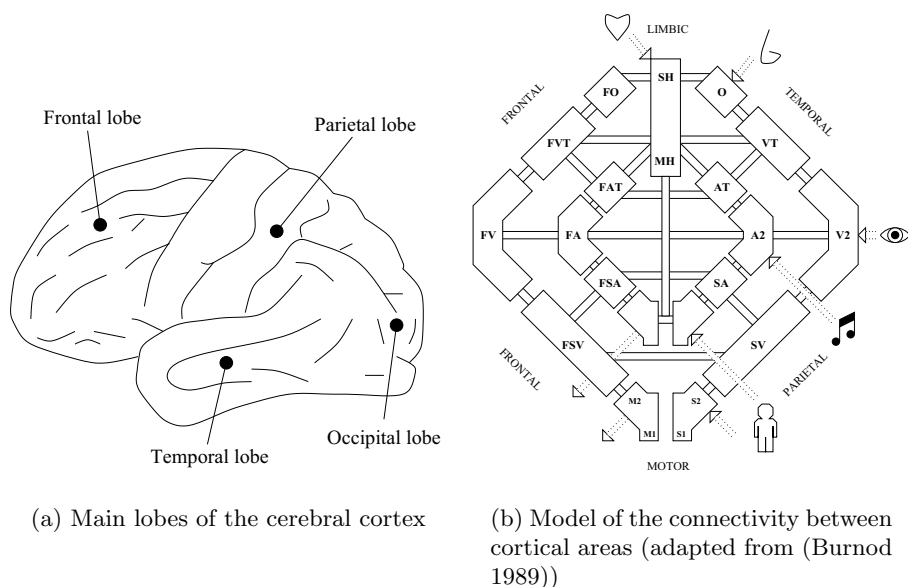 Frontal lobe
Parietal lobe
Temporal lobe
Occipital lobe
(a) Main lobes of the cerebral cortex
LIMBIC
FRONTAL
TEMPORAL
FO
SH
O
FVT
MH
VT
FAT
AT
FV
FA
A2
V2
FSA
SA
FSV
SV
FRONTAL
PARIETAL
M2
S2
M1
S1
MOTOR
(b) Model of the connectivity between
cortical areas (adapted from (Burnod
1989))